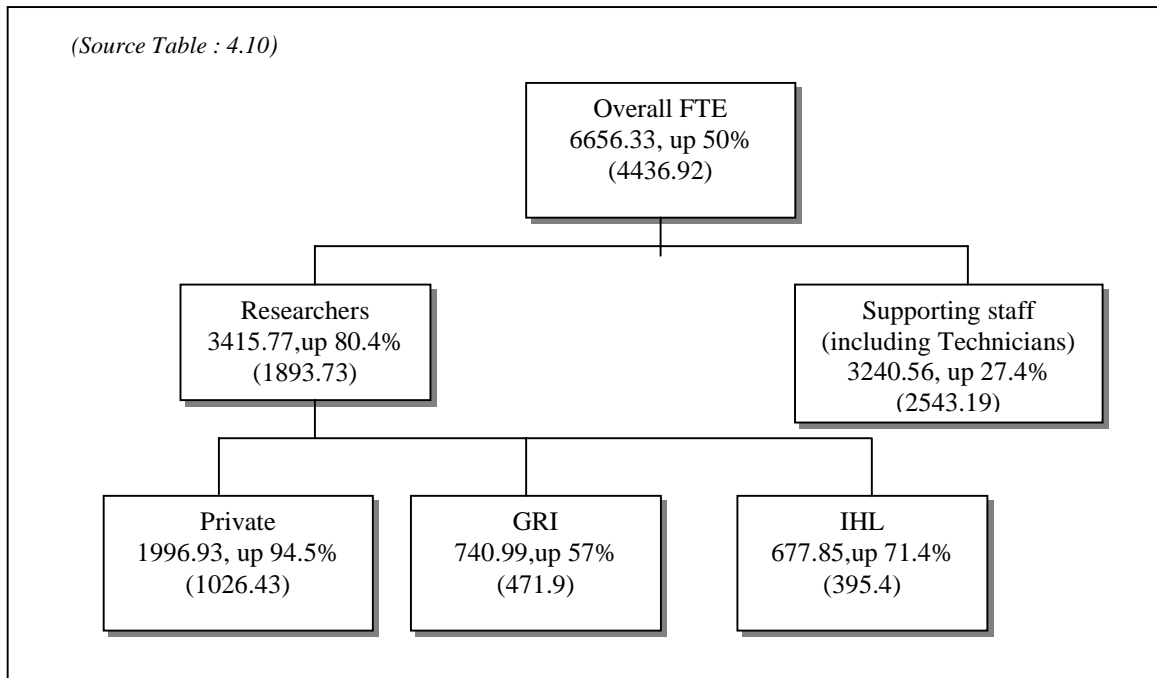 (Source Table : 4.10)
Overall FTE
6656.33, up 50%
(4436.92)
Researchers
3415.77,up 80.4%
(1893.73)
Supporting staff
(including Technicians)
3240.56, up 27.4%
(2543.19)
Private
1996.93, up 94.5%
(1026.43)
GRI
740.99,up 57%
(471.9)
IHL
677.85,up 71.4%
(395.4)